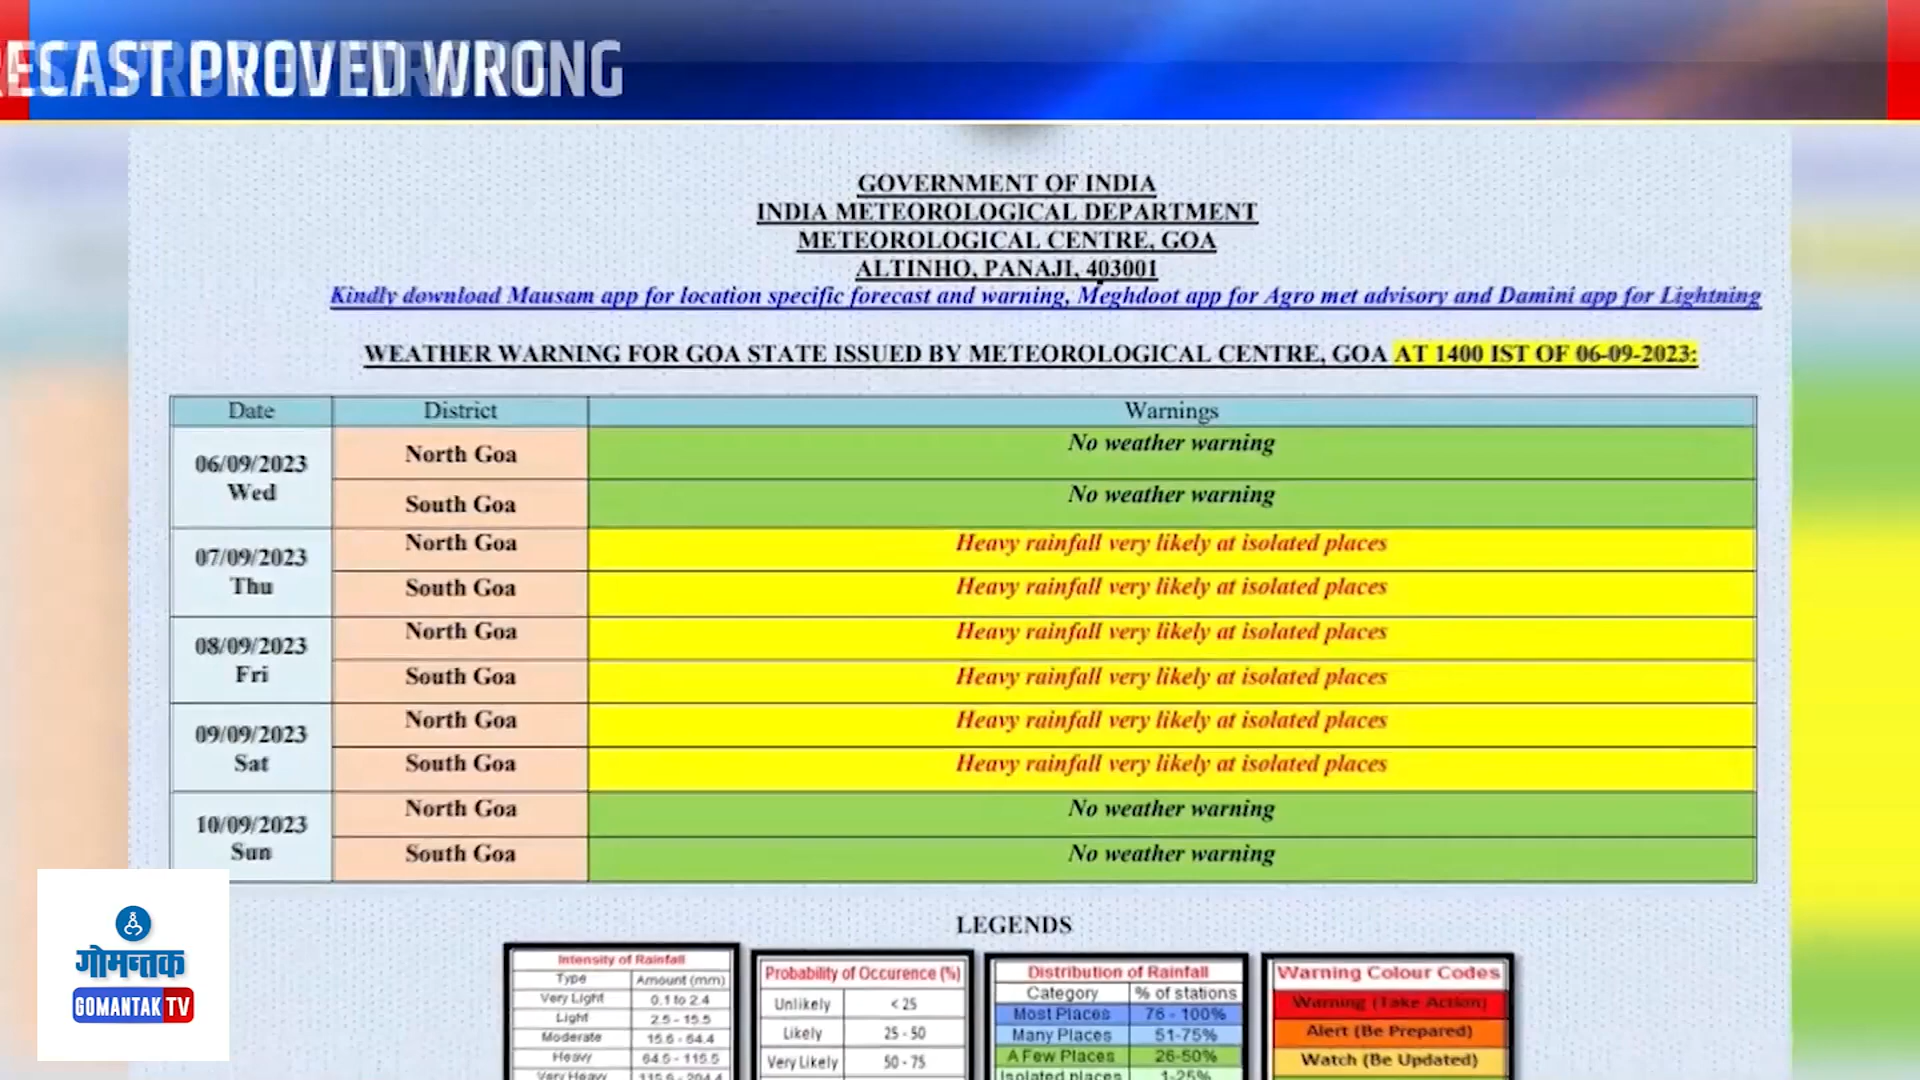 ECAST PROVED WRONG
GOVERNMENT OF INDIA
INDIA METEOROLOGICAL DEPARTMENT
METEOROLOGICAL CENTRE, GOA
ALTINHO, PANAJI, 403001
Kindly download Mausam app for location specific forecast and warning, Meghdoot app for Agro met advisory and Damini app for Lightning
WEATHER WARNING FOR GOA STATE ISSUED BY METEOROLOGICAL CENTRE, GOA AT 1400 IST OF 06-09-2023:
Date District Warnings
06/09/2023 Wed
North Goa No weather warning
South Goa No weather warning
07/09/2023 Thu
North Goa Heavy rainfall very likely at isolated places
South Goa Heavy rainfall very likely at isolated places
08/09/2023 Fri
North Goa Heavy rainfall very likely at isolated places
South Goa Heavy rainfall very likely at isolated places
09/09/2023 Sat
North Goa Heavy rainfall very likely at isolated places
South Goa Heavy rainfall very likely at isolated places
10/09/2023 Sun
North Goa No weather warning
South Goa No weather warning
LEGENDS
Intensity of Rainfall
Type Amount (mm)
Very Light 0.1 to 2.4
Light 2.5 - 15.5
Moderate 15.6 - 64.4
Heavy 64.5 - 115.5
Very Heavy 115.6 - 204.4
Probability of Occurence (%)
Unlikely < 25
Likely 25 - 50
Very Likely 50 - 75
Distribution of Rainfall
Category % of stations
Most Places 76 - 100%
Many Places 51-75%
A Few Places 26-50%
Isolated places 1-25%
Warning Colour Codes
Warning (Take Action)
Alert (Be Prepared)
Watch (Be Updated)
गोमन्तक
GOMANTAK TV